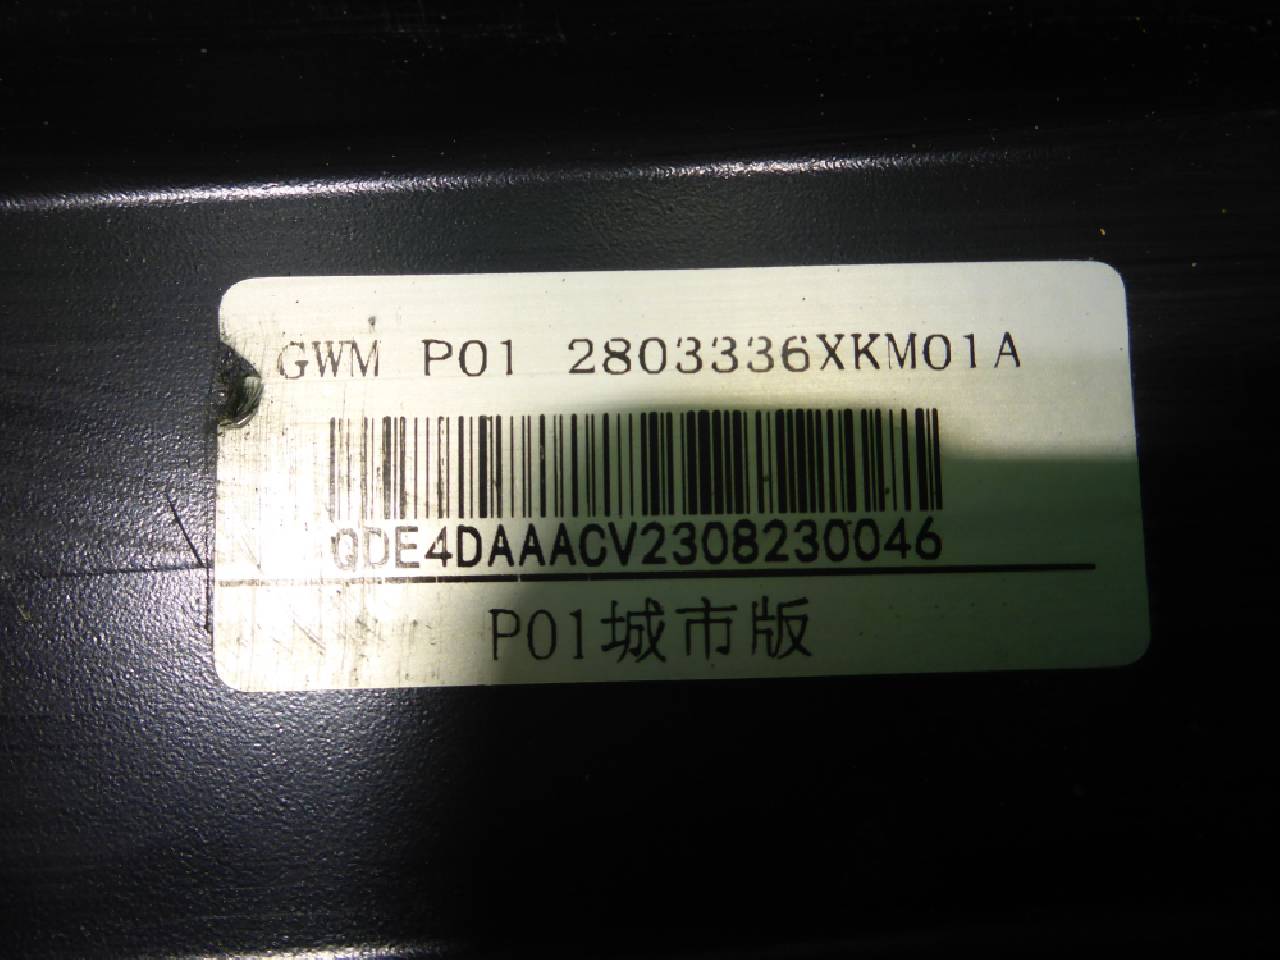 GWM P01 2803336XKM01A
QDE4DAAACV2308230046
P01城市版